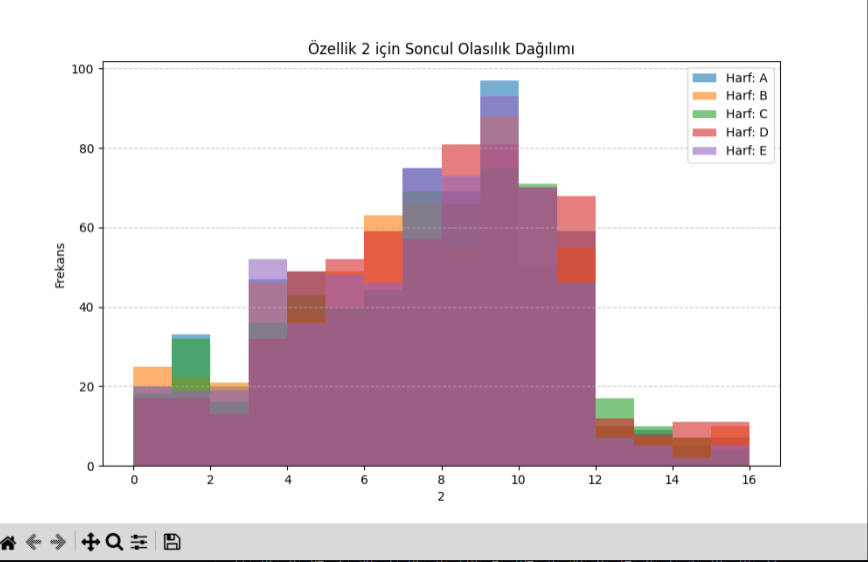 Özellik 2 için Soncul Olasılık Dağılımı
Harf: A
Harf: B
Harf: C
Harf: D
Harf: E
Frekans
100
80
60
40
20
0
0 2 4 6 8 10 12 14 16
2